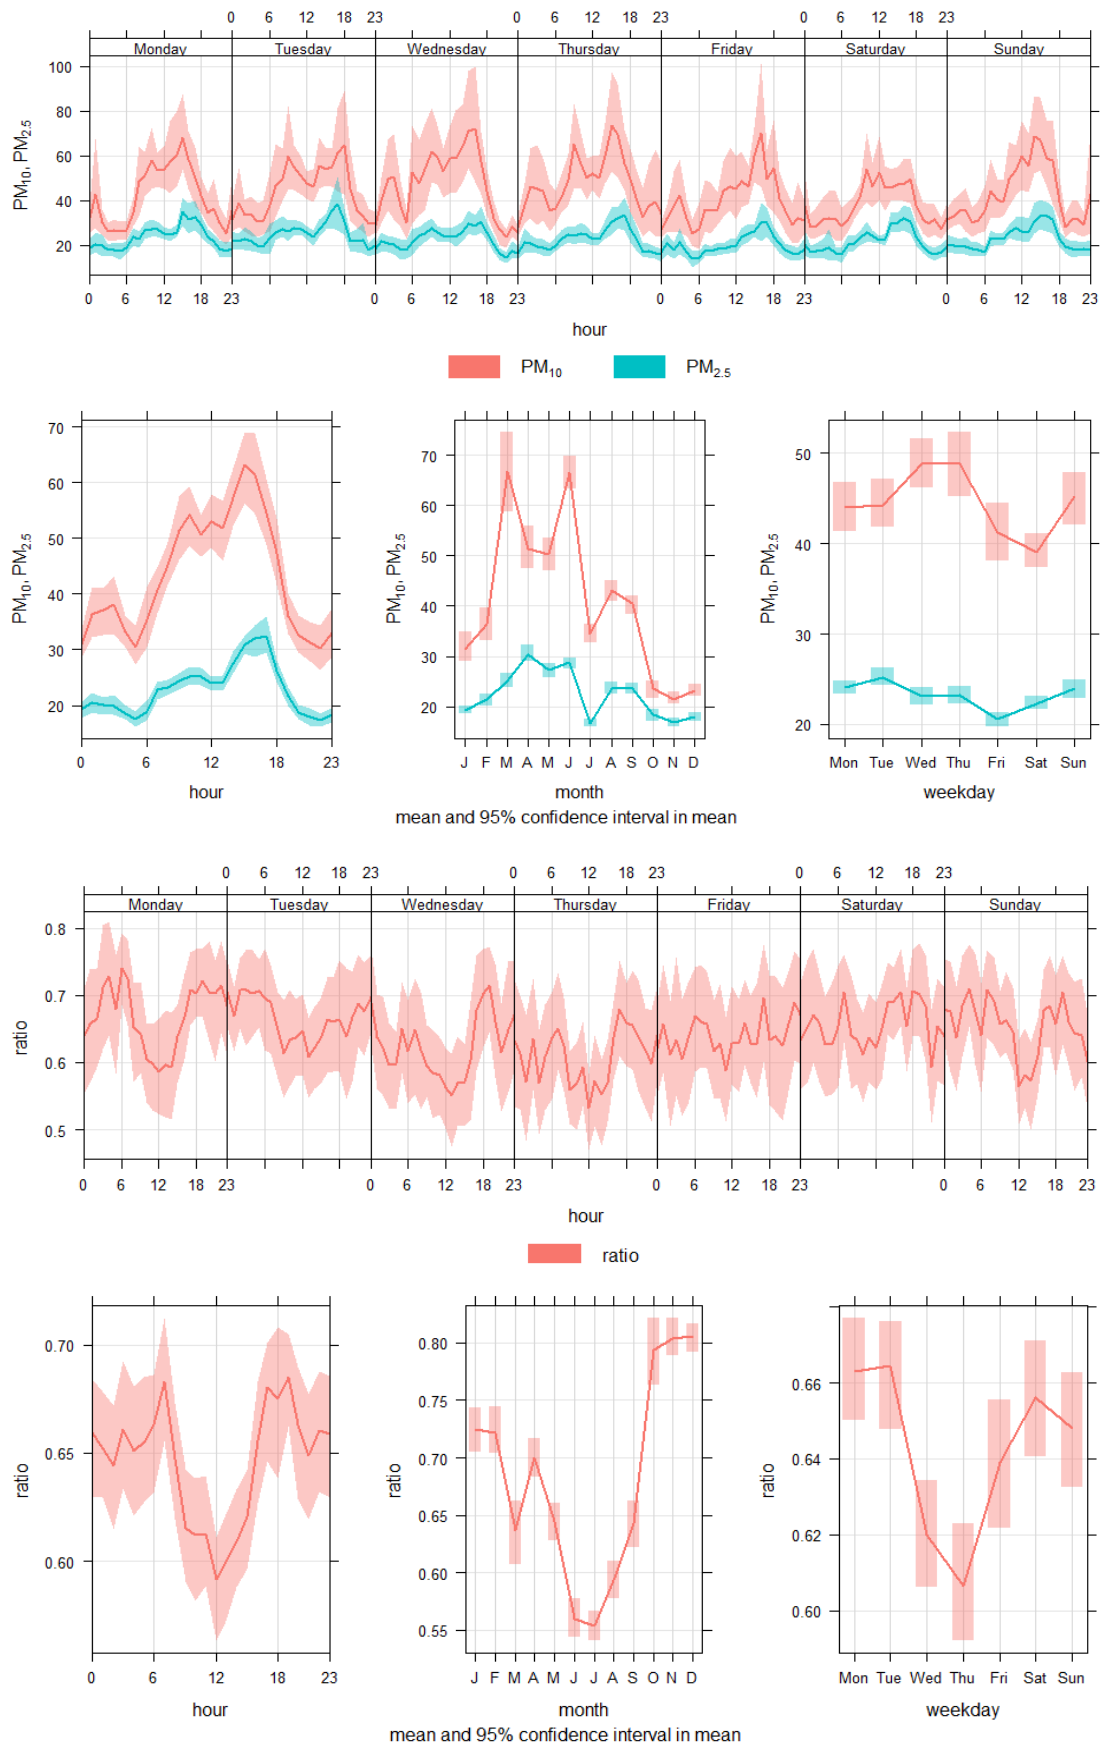 0 6 12 18 23 0 6 12 18 23 0 6 12 18 23
Monday Tuesday Wednesday Thursday Friday Saturday Sunday
100
80
60
40
20
PM10, PM2.5
0 6 12 18 23 0 6 12 18 23 0 6 12 18 23 0 6 12 18 23
hour
PM10 PM2.5
70
60
50
40
30
20
PM10, PM2.5
0 6 12 18 23
hour
70
60
50
40
30
20
PM10, PM2.5
J F M A M J J A S O N D
month
50
40
30
20
PM10, PM2.5
Mon Tue Wed Thu Fri Sat Sun
weekday
mean and 95% confidence interval in mean
0 6 12 18 23 0 6 12 18 23 0 6 12 18 23
Monday Tuesday Wednesday Thursday Friday Saturday Sunday
0.8
0.7
0.6
0.5
ratio
0 6 12 18 23 0 6 12 18 23 0 6 12 18 23 0 6 12 18 23
hour
ratio
0.70
0.65
0.60
ratio
0 6 12 18 23
hour
0.80
0.75
0.70
0.65
0.60
0.55
ratio
J F M A M J J A S O N D
month
0.66
0.64
0.62
0.60
ratio
Mon Tue Wed Thu Fri Sat Sun
weekday
mean and 95% confidence interval in mean